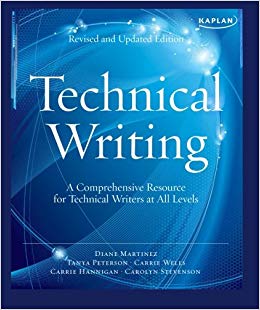 KAPLAN
Revised and Updated Edition
Technical
Writing
A Comprehensive Resource
for Technical Writers at All Levels
DIANE MARTINEZ
TANYA PETERSON · CARRIE WELLS
CARRIE HANNIGAN · CAROLYN STEVENSON